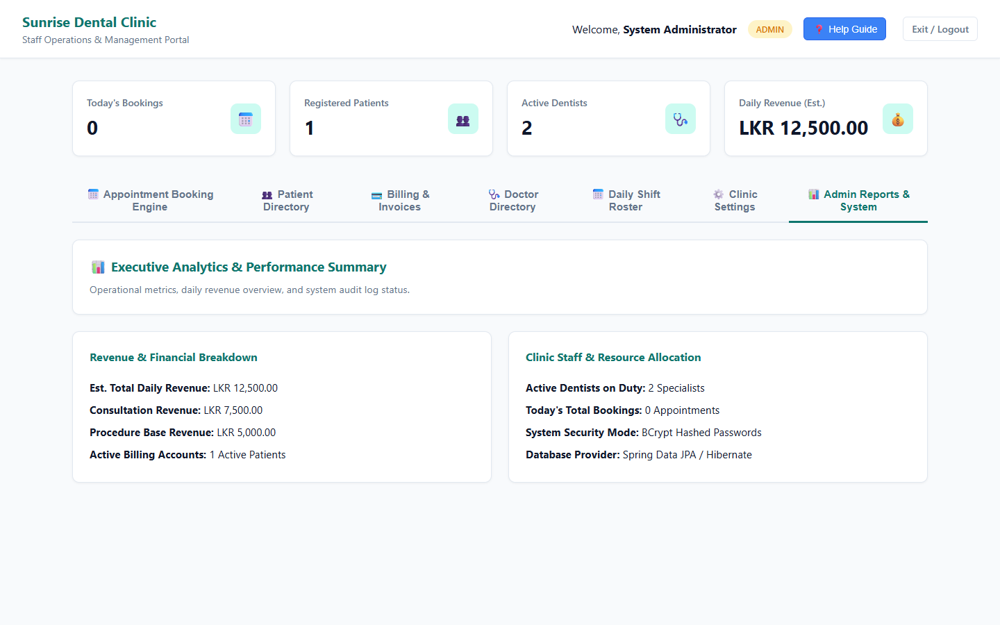 Sunrise Dental Clinic
Staff Operations & Management Portal
Welcome, System Administrator
ADMIN
Help Guide
Exit / Logout
Today's Bookings
0
Registered Patients
1
Active Dentists
2
Daily Revenue (Est.)
LKR 12,500.00
Appointment Booking
Engine
Patient
Directory
Billing &
Invoices
Doctor
Directory
Daily Shift
Roster
Clinic
Settings
Admin Reports &
System
Executive Analytics & Performance Summary
Operational metrics, daily revenue overview, and system audit log status.
Revenue & Financial Breakdown
Est. Total Daily Revenue: LKR 12,500.00
Consultation Revenue: LKR 7,500.00
Procedure Base Revenue: LKR 5,000.00
Active Billing Accounts: 1 Active Patients
Clinic Staff & Resource Allocation
Active Dentists on Duty: 2 Specialists
Today's Total Bookings: 0 Appointments
System Security Mode: BCrypt Hashed Passwords
Database Provider: Spring Data JPA / Hibernate